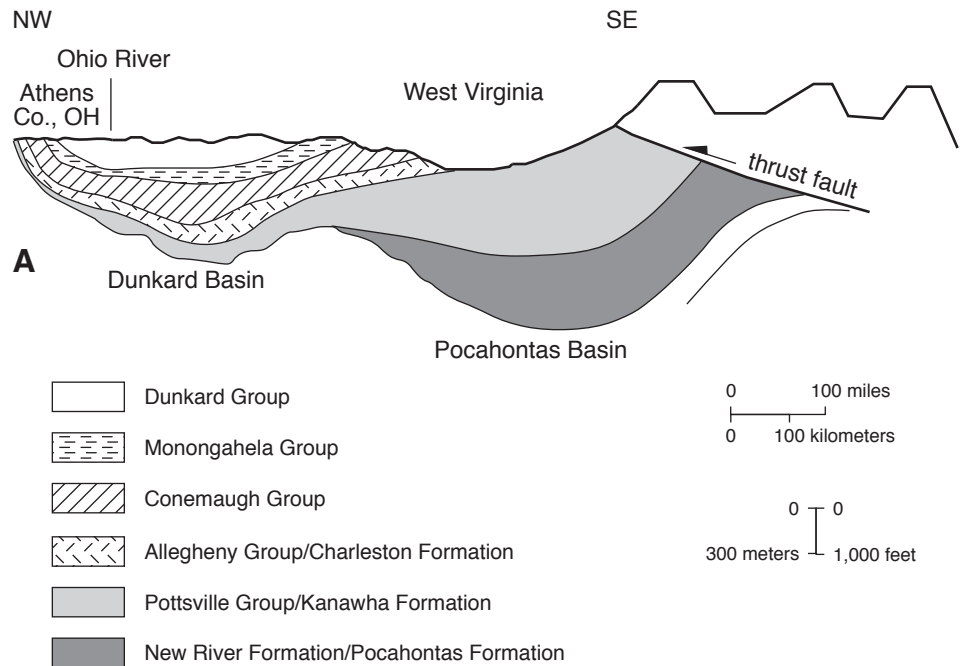 NW
SE
Ohio River
Athens
Co., OH
West Virginia
thrust fault
A
Dunkard Basin
Pocahontas Basin
Dunkard Group
Monongahela Group
Conemaugh Group
Allegheny Group/Charleston Formation
Pottsville Group/Kanawha Formation
New River Formation/Pocahontas Formation
0 100 miles
0 100 kilometers
0 0
300 meters 1,000 feet